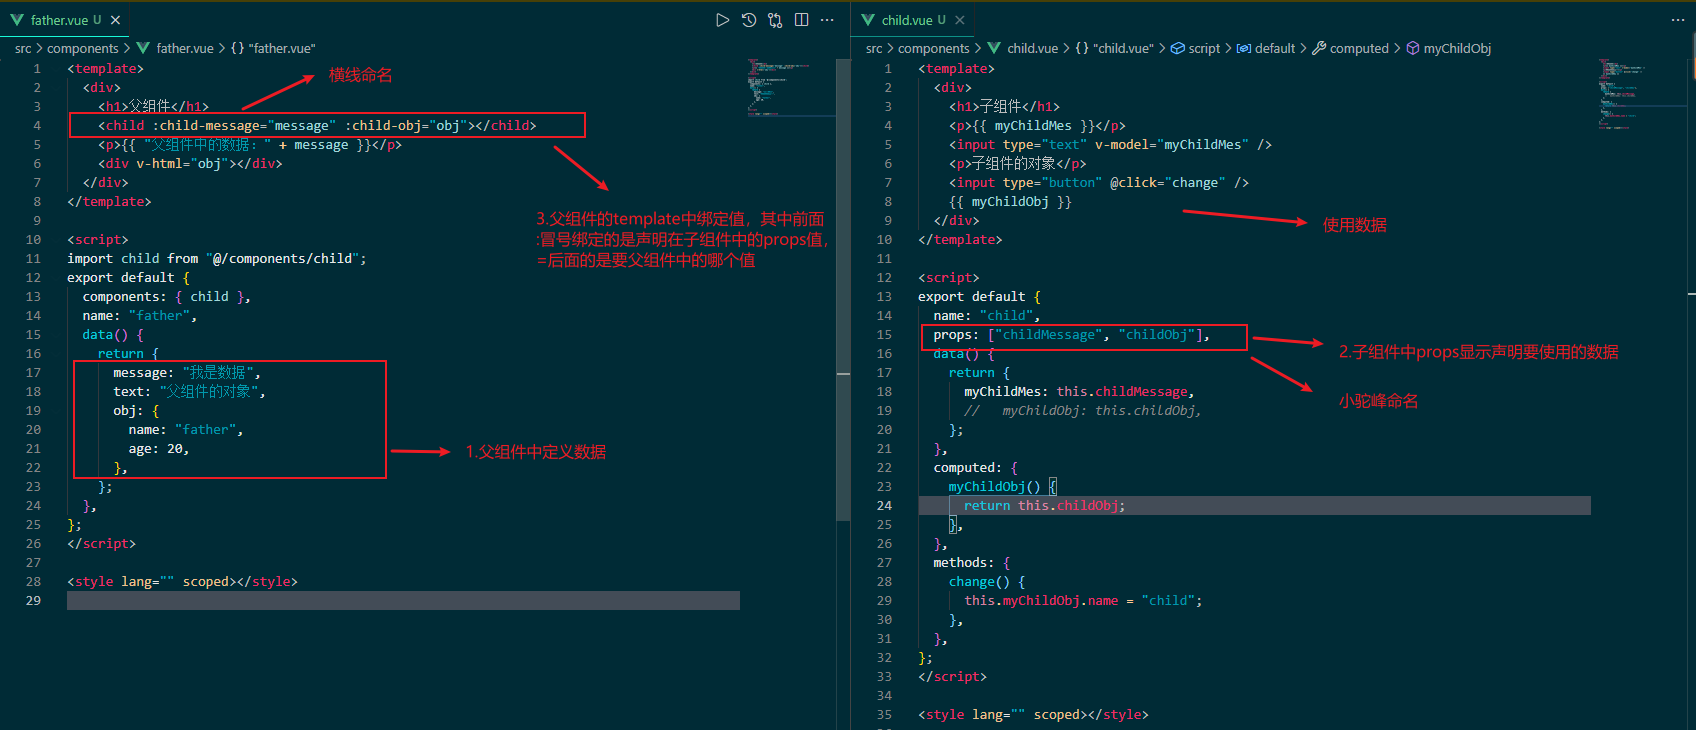 father.vue U
src > components > father.vue > {} "father.vue"
1 <template>
2 <div>
3 <h1>父组件</h1>
4 <child :child-message="message" :child-obj="obj"></child>
5 <p>{{ "父组件中的数据：" + message }}</p>
6 <div v-html="obj"></div>
7 </div>
8 </template>
9
10 <script>
11 import child from "@/components/child";
12 export default {
13 components: { child },
14 name: "father",
15 data() {
16 return {
17 message: "我是数据",
18 text: "父组件的对象",
19 obj: {
20 name: "father",
21 age: 20,
22 },
23 };
24 },
25 };
26 </script>
27
28 <style lang="" scoped></style>
29
横线命名
3.父组件的template中绑定值，其中前面
:冒号绑定的是声明在子组件中的props值，
=后面的是要父组件中的哪个值
1.父组件中定义数据
child.vue U
src > components > child.vue > {} "child.vue" > script > default > computed > myChildObj
1 <template>
2 <div>
3 <h1>子组件</h1>
4 <p>{{ myChildMes }}</p>
5 <input type="text" v-model="myChildMes" />
6 <p>子组件的对象</p>
7 <input type="button" @click="change" />
8 {{ myChildObj }}
9 </div>
10 </template>
11
12 <script>
13 export default {
14 name: "child",
15 props: ["childMessage", "childObj"],
16 data() {
17 return {
18 myChildMes: this.childMessage,
19 // myChildObj: this.childObj,
20 };
21 },
22 computed: {
23 myChildObj() {
24 return this.childObj;
25 },
26 },
27 methods: {
28 change() {
29 this.myChildObj.name = "child";
30 },
31 },
32 };
33 </script>
34
35 <style lang="" scoped></style>
使用数据
2.子组件中props显示声明要使用的数据
小驼峰命名